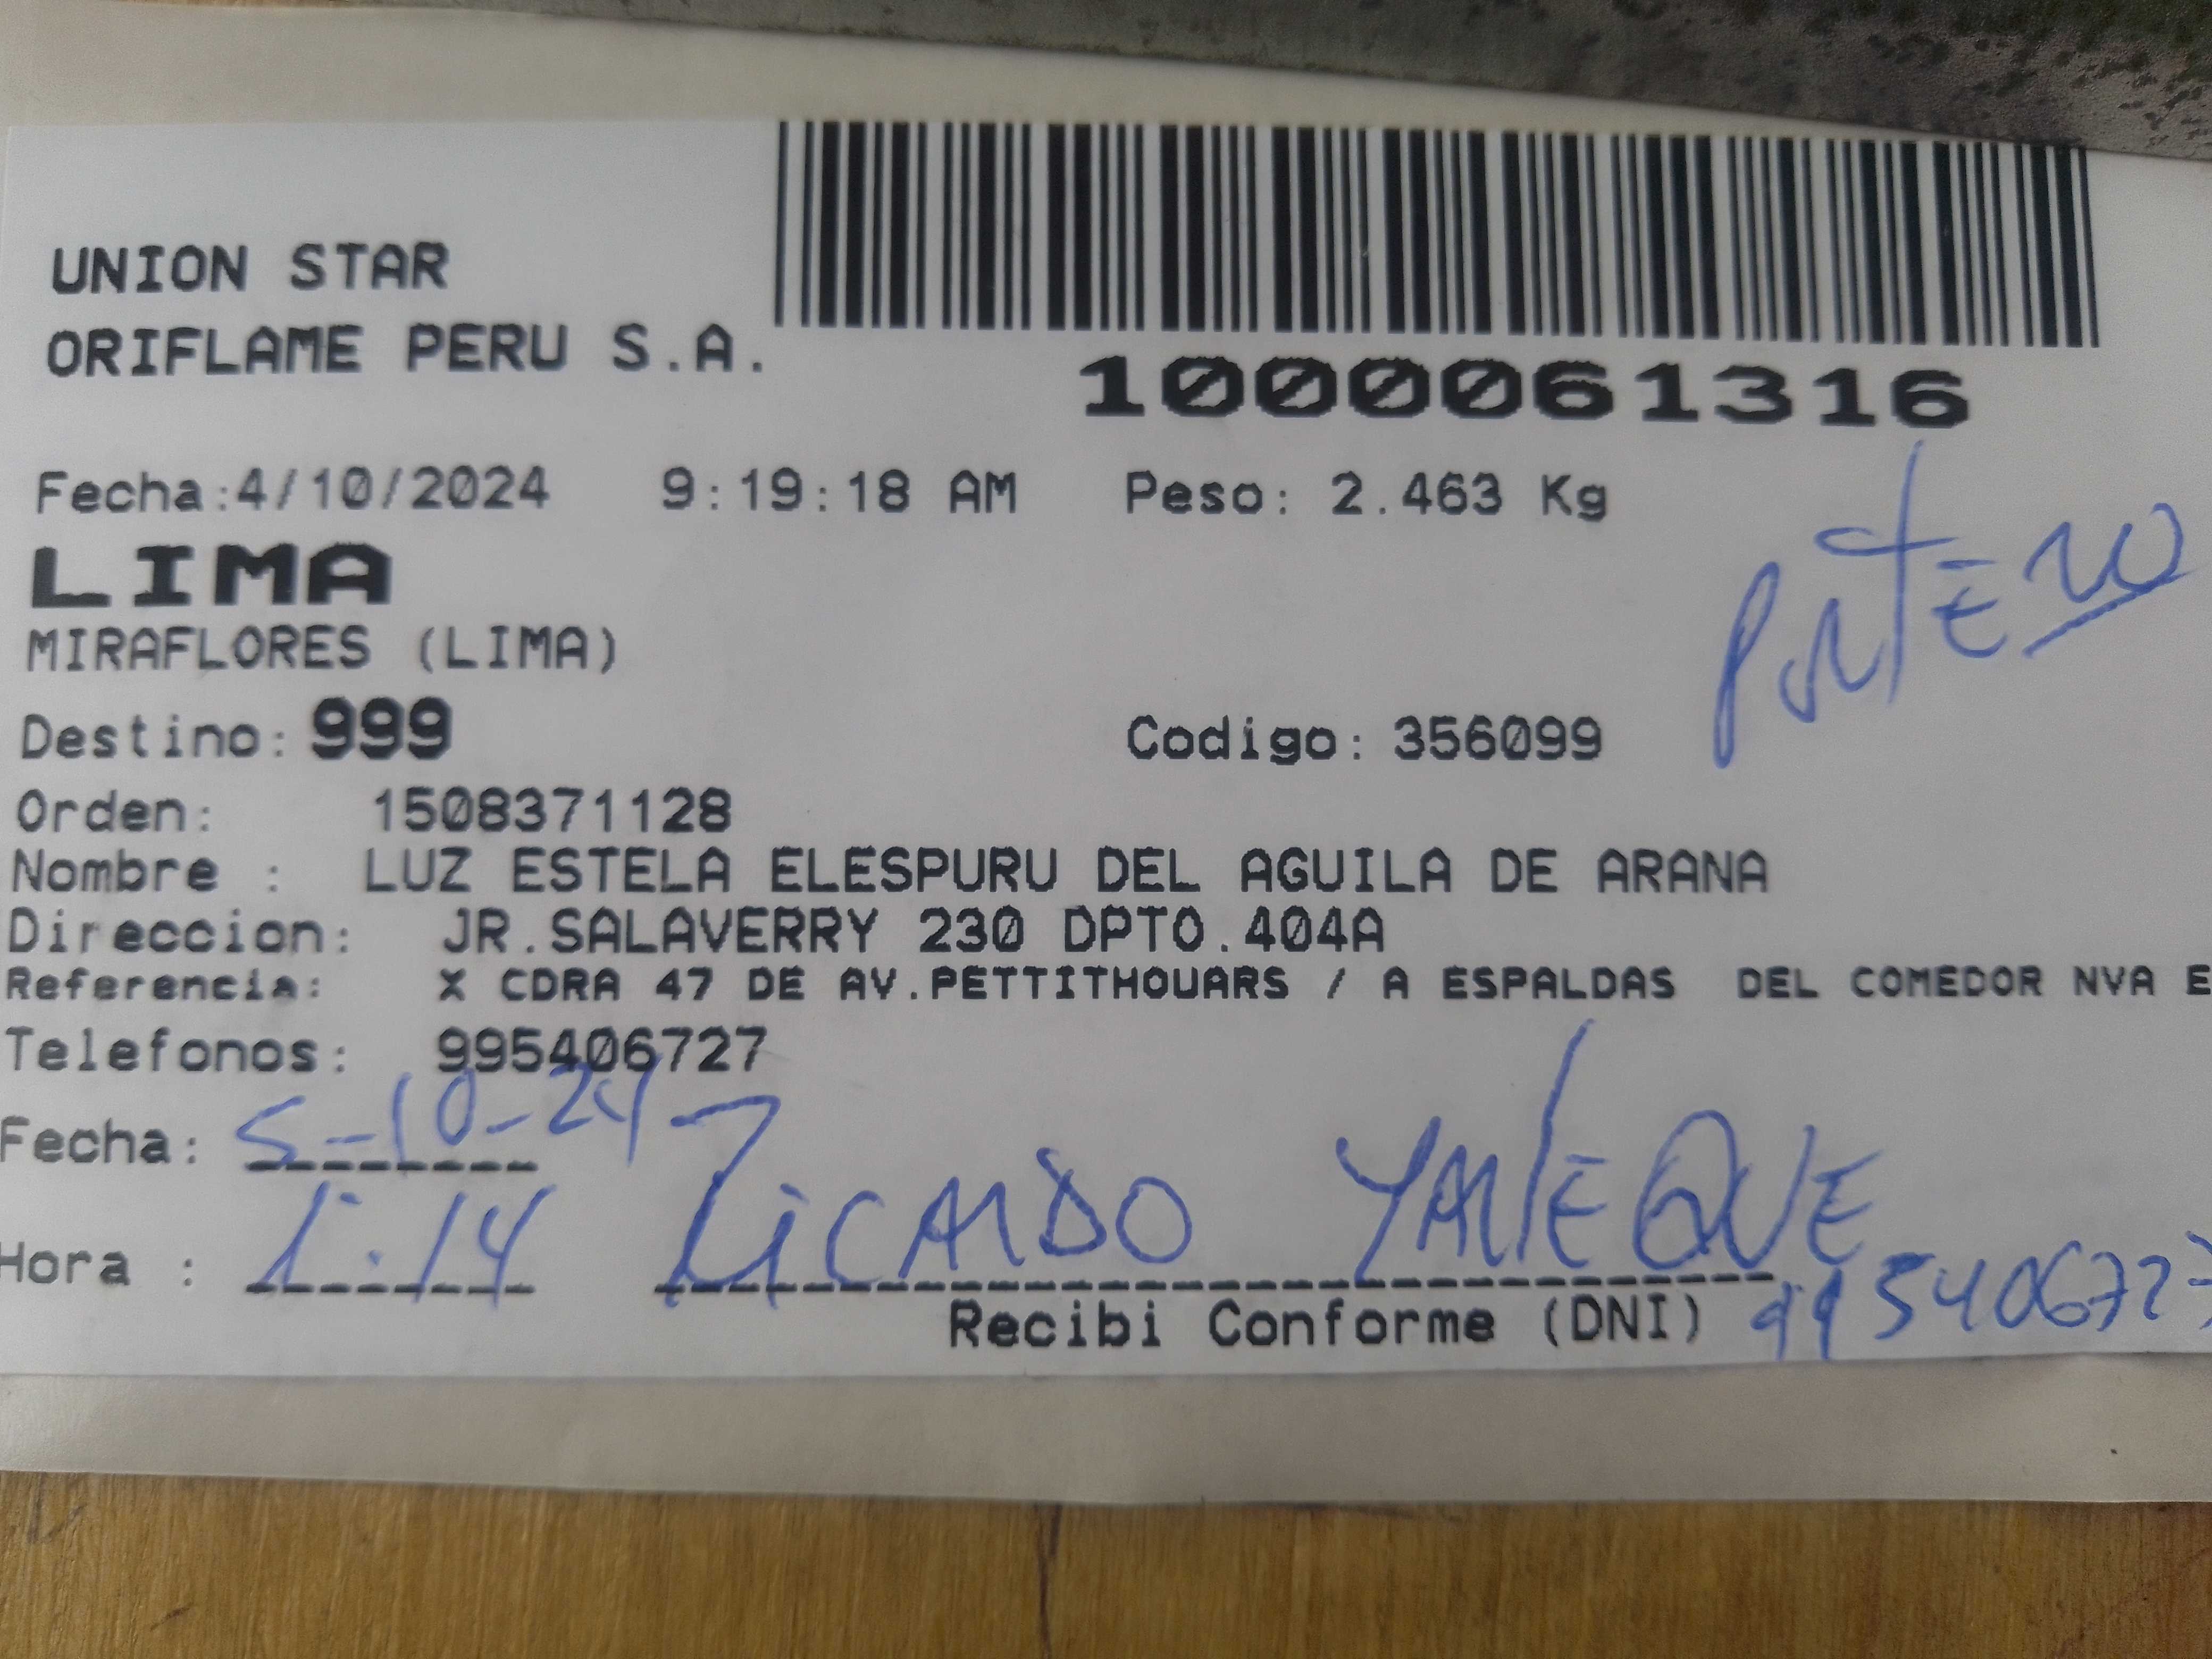 UNION STAR
ORIFLAME PERU S.A.
1000061316
Fecha:4/10/2024 9:19:18 AM Peso: 2.463 Kg
LIMA
MIRAFLORES (LIMA)
Destino: 999 Codigo: 356099
Orden: 1508371128
Nombre : LUZ ESTELA ELESPURU DEL AGUILA DE ARANA
Direccion: JR.SALAVERRY 230 DPTO.404A
Referencia: X CDRA 47 DE AV.PETTITHOUARS / A ESPALDAS DEL COMEDOR NVA E
Telefonos: 995406727
Fecha: 5-10-24
Hora : 1:14 RICARDO YANTEQUE
Recibi Conforme (DNI) 995406727